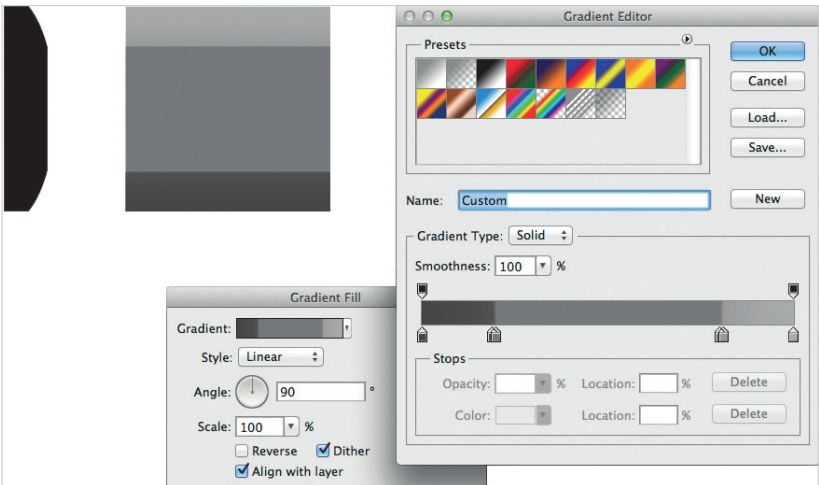 Gradient Editor
Presets
OK
Cancel
Load...
Save...
Name: Custom
New
Gradient Type: Solid
Smoothness: 100 %
Stops
Opacity: % Location: % Delete
Color: Location: % Delete
Gradient Fill
Gradient:
Style: Linear
Angle: 90 °
Scale: 100 %
Reverse Dither
Align with layer